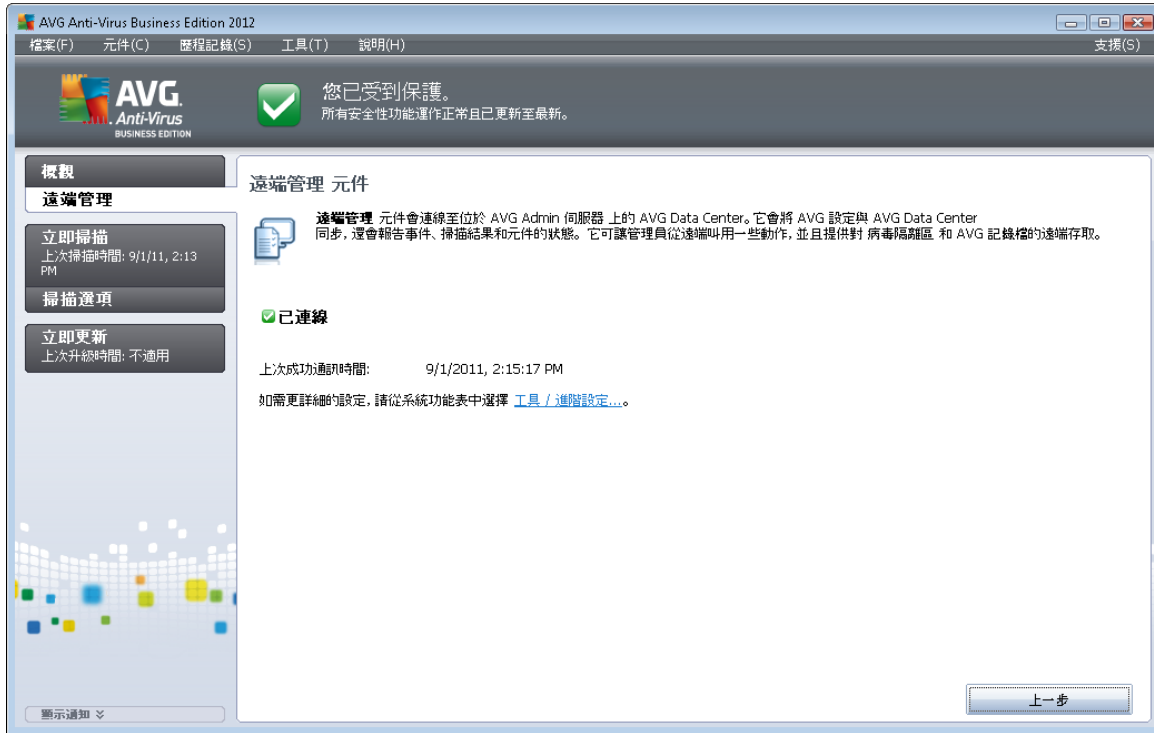 AVG Anti-Virus Business Edition 2012
檔案(F) 元件(C) 歷程記錄(S) 工具(T) 說明(H) 支援(S)
AVG.
Anti-Virus
BUSINESS EDITION
您已受到保護。
所有安全性功能運作正常且已更新至最新。
概觀
遠端管理
立即掃描
上次掃描時間: 9/1/11, 2:13
PM
掃描選項
立即更新
上次升級時間: 不適用
顯示通知
遠端管理 元件
遠端管理 元件會連線至位於 AVG Admin 伺服器 上的 AVG Data Center。它會將 AVG 設定與 AVG Data Center
同步, 還會報告事件、掃描結果和元件的狀態。它可讓管理員從遠端叫用一些動作, 並且提供對 病毒隔離區 和 AVG 記錄檔的遠端存取。
已連線
上次成功通訊時間: 9/1/2011, 2:15:17 PM
如需更詳細的設定, 請從系統功能表中選擇 工具 / 進階設定...。
上一步